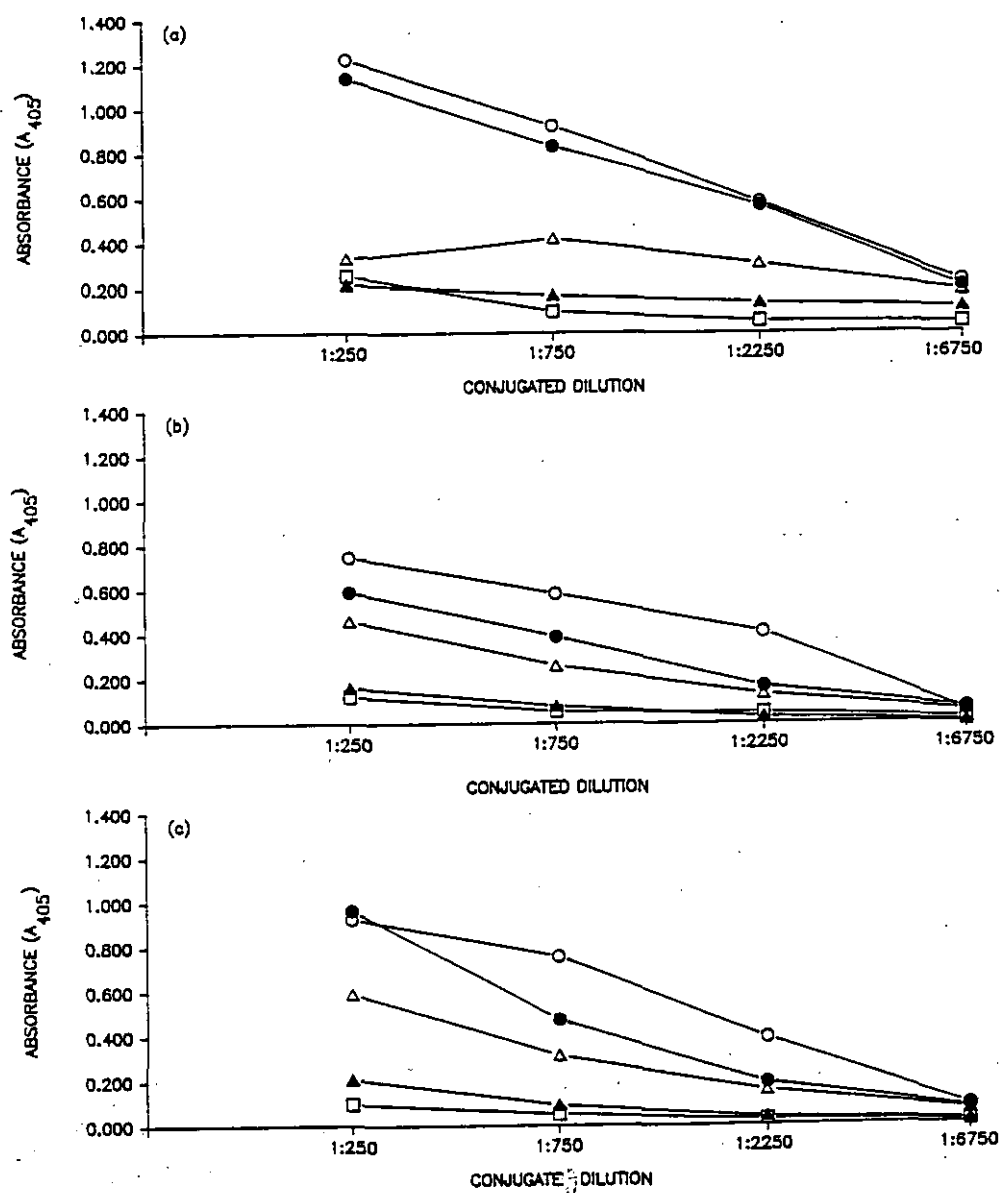 (a)
1.400
1.200
1.000
0.800
0.600
0.400
0.200
0.000
ABSORBANCE (A405)
1:250 1:750 1:2250 1:6750
CONJUGATED DILUTION
(b)
1.400
1.200
1.000
0.800
0.600
0.400
0.200
0.000
ABSORBANCE (A405)
1:250 1:750 1:2250 1:6750
CONJUGATED DILUTION
(c)
1.400
1.200
1.000
0.800
0.600
0.400
0.200
0.000
ABSORBANCE (A405)
1:250 1:750 1:2250 1:6750
CONJUGATE DILUTION